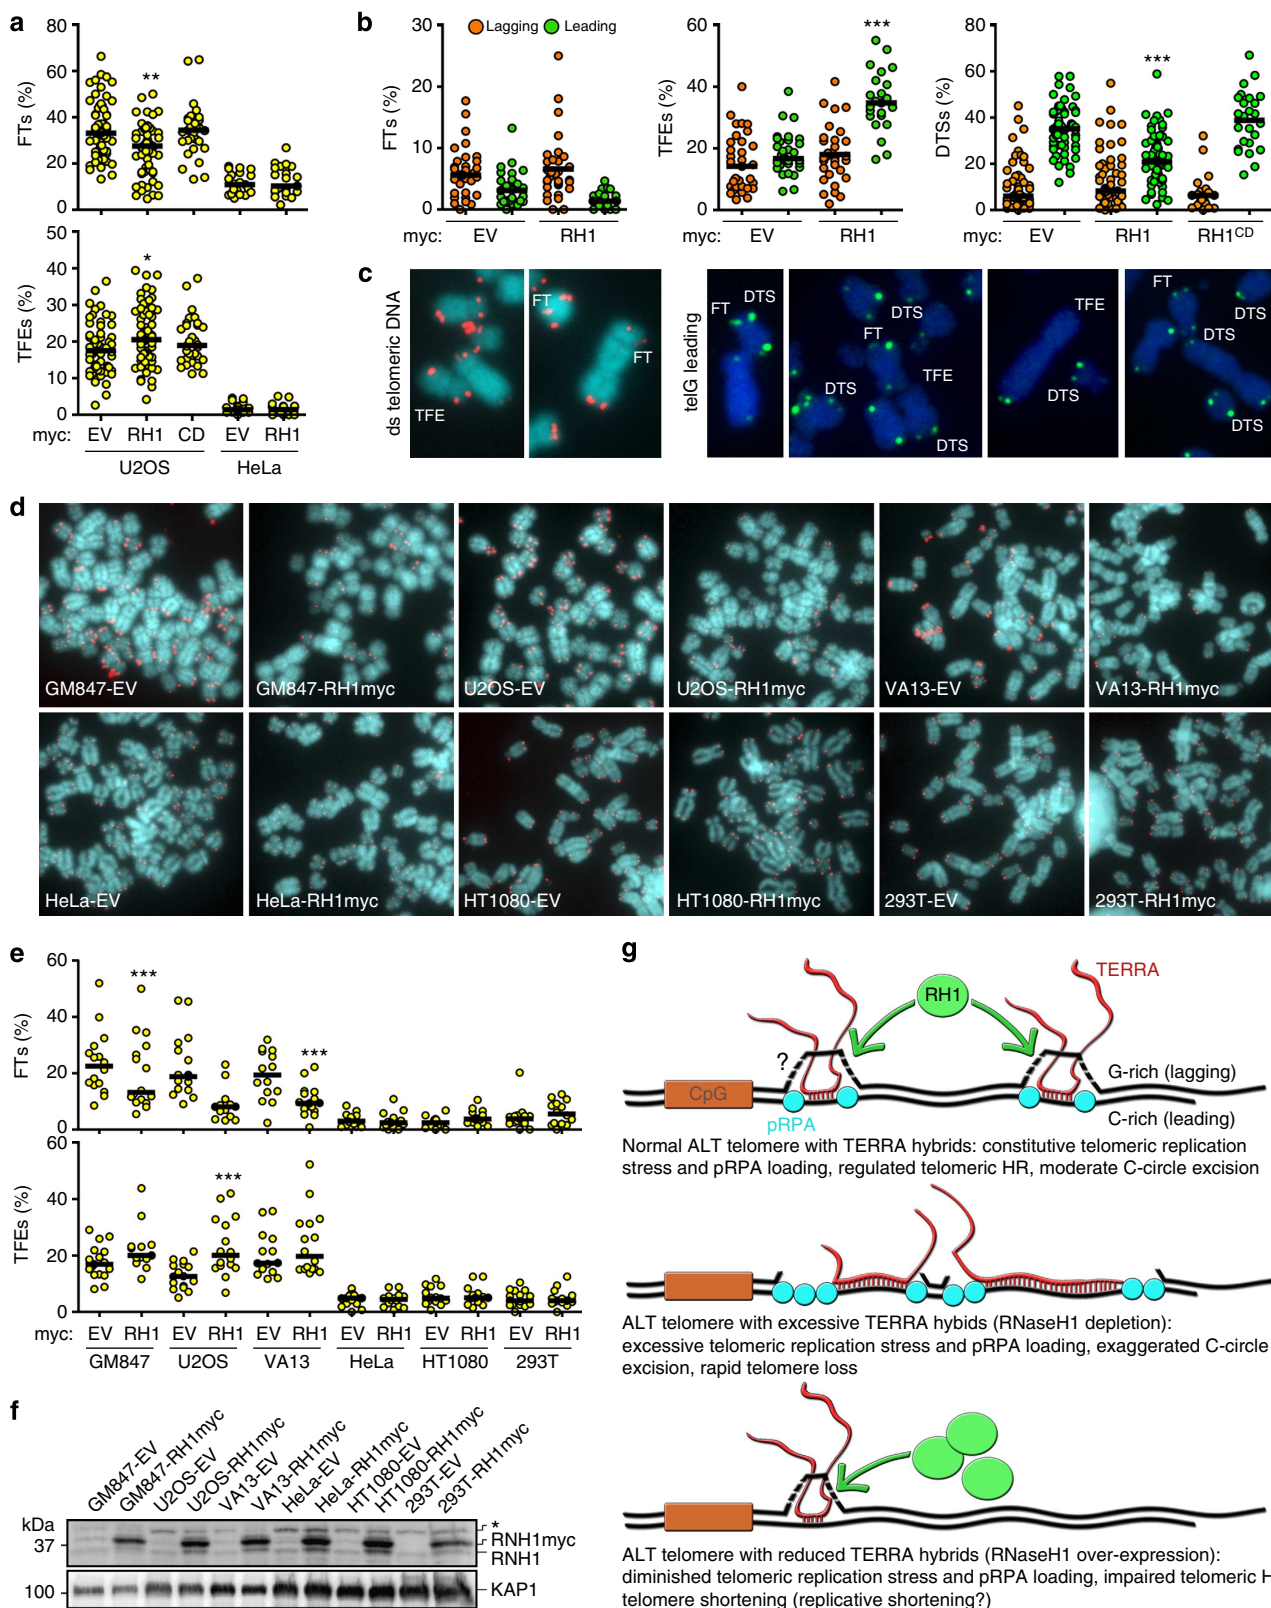 a
80
60
40
20
0
FTs (%)
**
50
40
30
20
10
0
TFEs (%)
*
myc: EV RH1 CD EV RH1
U2OS HeLa
b
Lagging Leading
30
20
10
0
FTs (%)
myc: EV RH1
60
40
20
0
TFEs (%)
***
EV RH1
80
60
40
20
0
DTSs (%)
***
EV RH1 RH1CD
c
ds telomeric DNA
TFE
FT
FT
telG leading
FT
DTS
DTS
FT
DTS
TFE
DTS
TFE
DTS
FT
DTS
DTS
DTS
d
GM847-EV
GM847-RH1myc
U2OS-EV
U2OS-RH1myc
VA13-EV
VA13-RH1myc
HeLa-EV
HeLa-RH1myc
HT1080-EV
HT1080-RH1myc
293T-EV
293T-RH1myc
e
60
40
20
0
FTs (%)
***
***
60
40
20
0
TFEs (%)
***
myc: EV RH1 EV RH1 EV RH1 EV RH1 EV RH1 EV RH1
GM847 U2OS VA13 HeLa HT1080 293T
f
GM847-EV
GM847-RH1myc
U2OS-EV
U2OS-RH1myc
VA13-EV
VA13-RH1myc
HeLa-EV
HeLa-RH1myc
HT1080-EV
HT1080-RH1myc
293T-EV
293T-RH1myc
kDa
37
*
RNH1myc
RNH1
100
KAP1
g
TERRA
RH1
?
G-rich (lagging)
CpG
C-rich (leading)
pRPA
Normal ALT telomere with TERRA hybrids: constitutive telomeric replication
stress and pRPA loading, regulated telomeric HR, moderate C-circle excision
ALT telomere with excessive TERRA hybids (RNaseH1 depletion):
excessive telomeric replication stress and pRPA loading, exaggerated C-circle
excision, rapid telomere loss
ALT telomere with reduced TERRA hybrids (RNaseH1 over-expression):
diminished telomeric replication stress and pRPA loading, impaired telomeric H
telomere shortening (replicative shortening?)